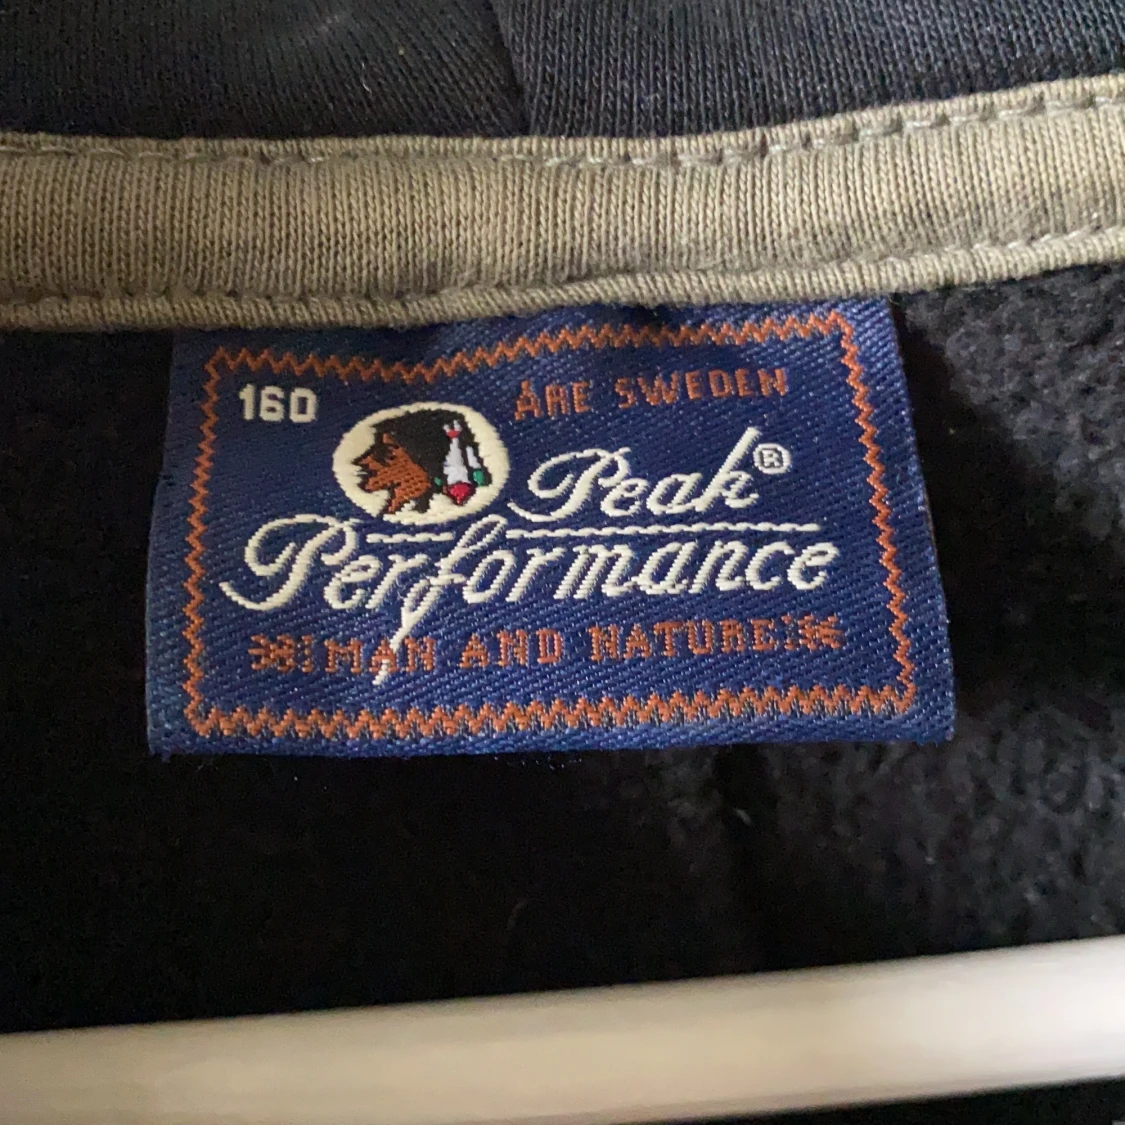 160
ÅRE SWEDEN
Peak®
Performance
MAN AND NATURE